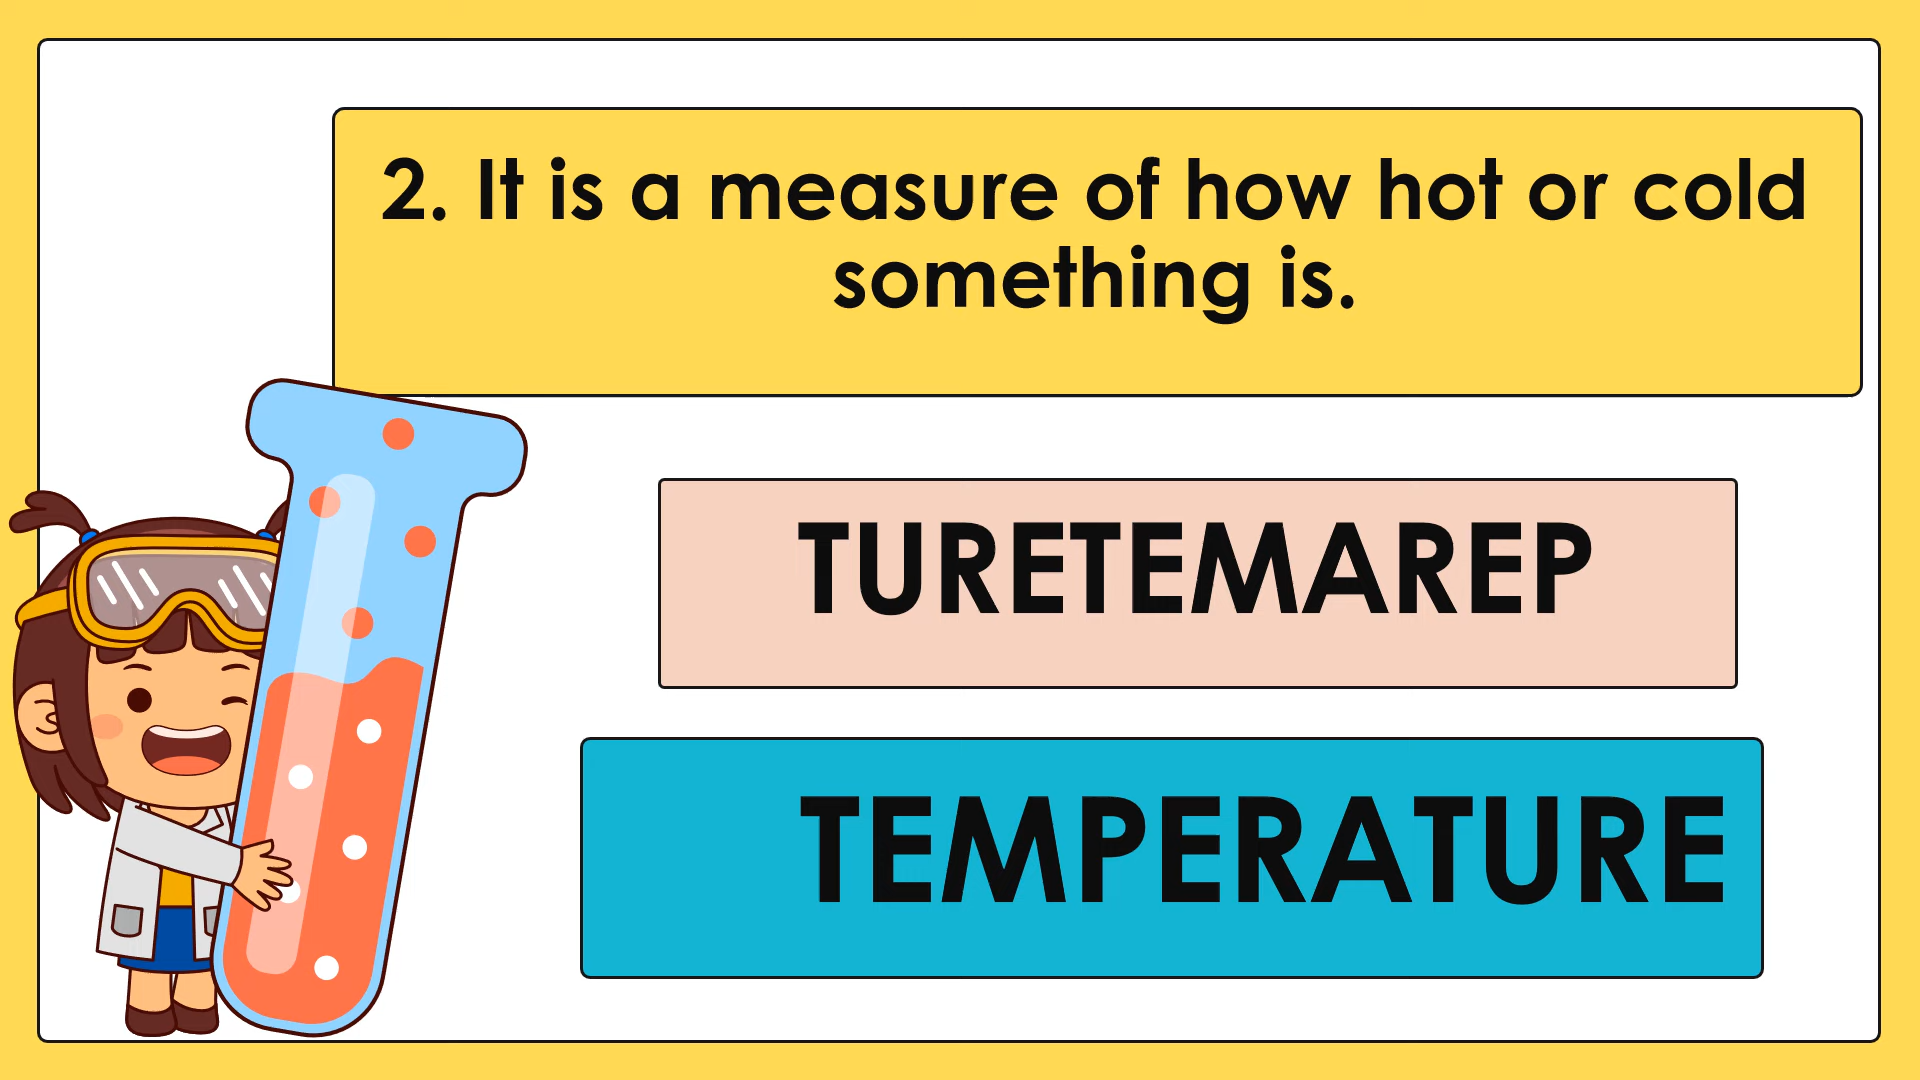 2. It is a measure of how hot or cold
something is.
TURETEMAREP
TEMPERATURE